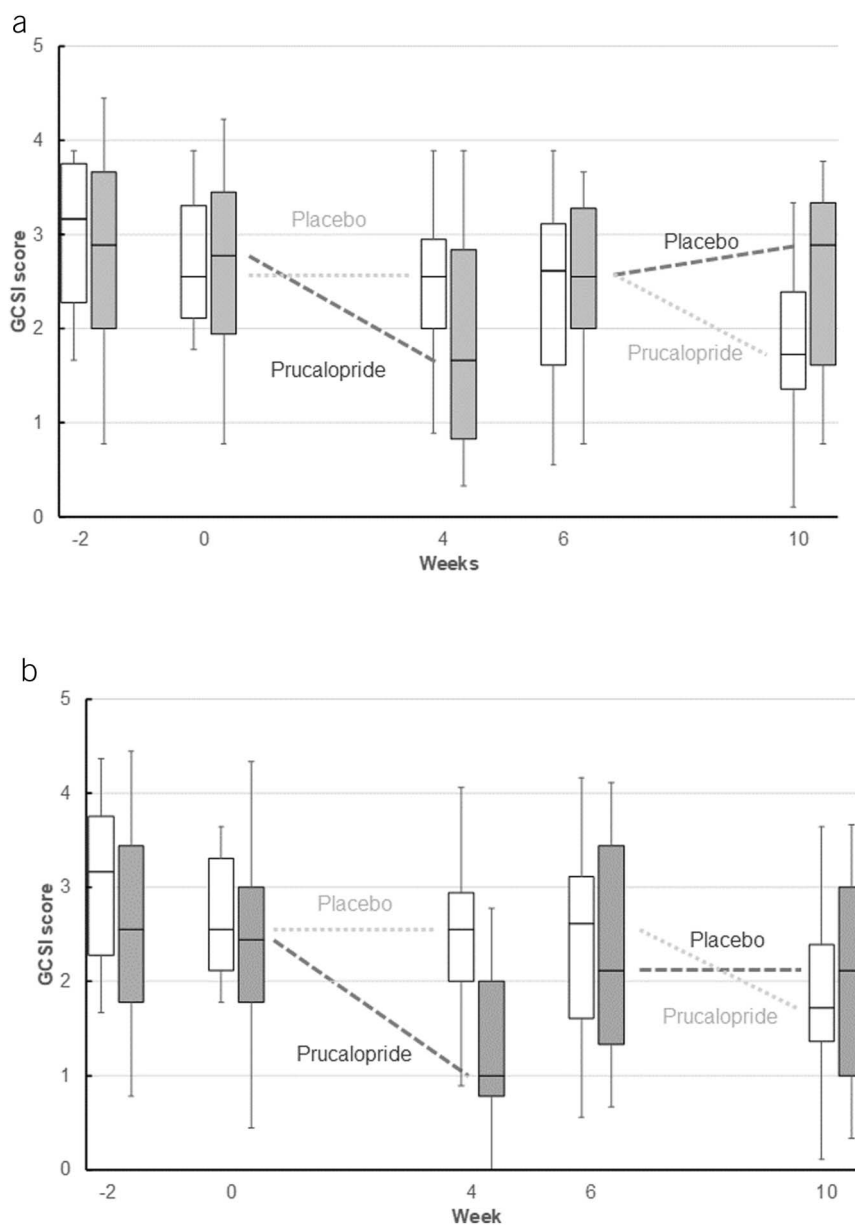 a
5
4
3
2
1
0
GCSI score
Placebo
Prucalopride
Placebo
Prucalopride
-2 0 4 6 10
Weeks
b
5
4
3
2
1
0
GCSI score
Placebo
Prucalopride
Placebo
Prucalopride
-2 0 4 6 10
Week